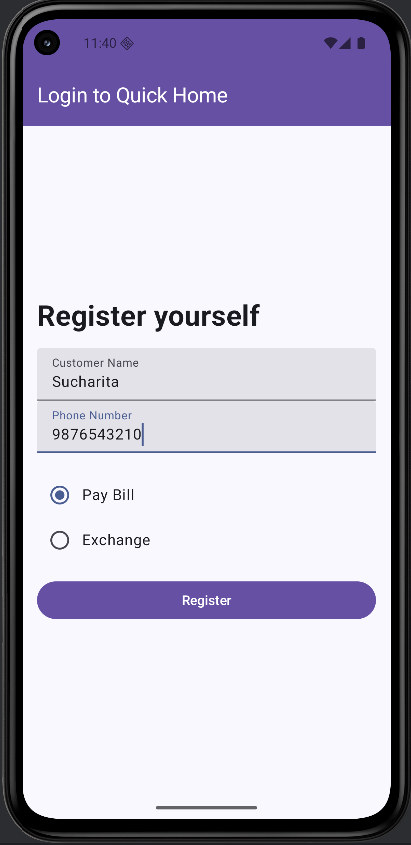 11:40
Login to Quick Home
Register yourself
Customer Name
Sucharita
Phone Number
9876543210
Pay Bill
Exchange
Register